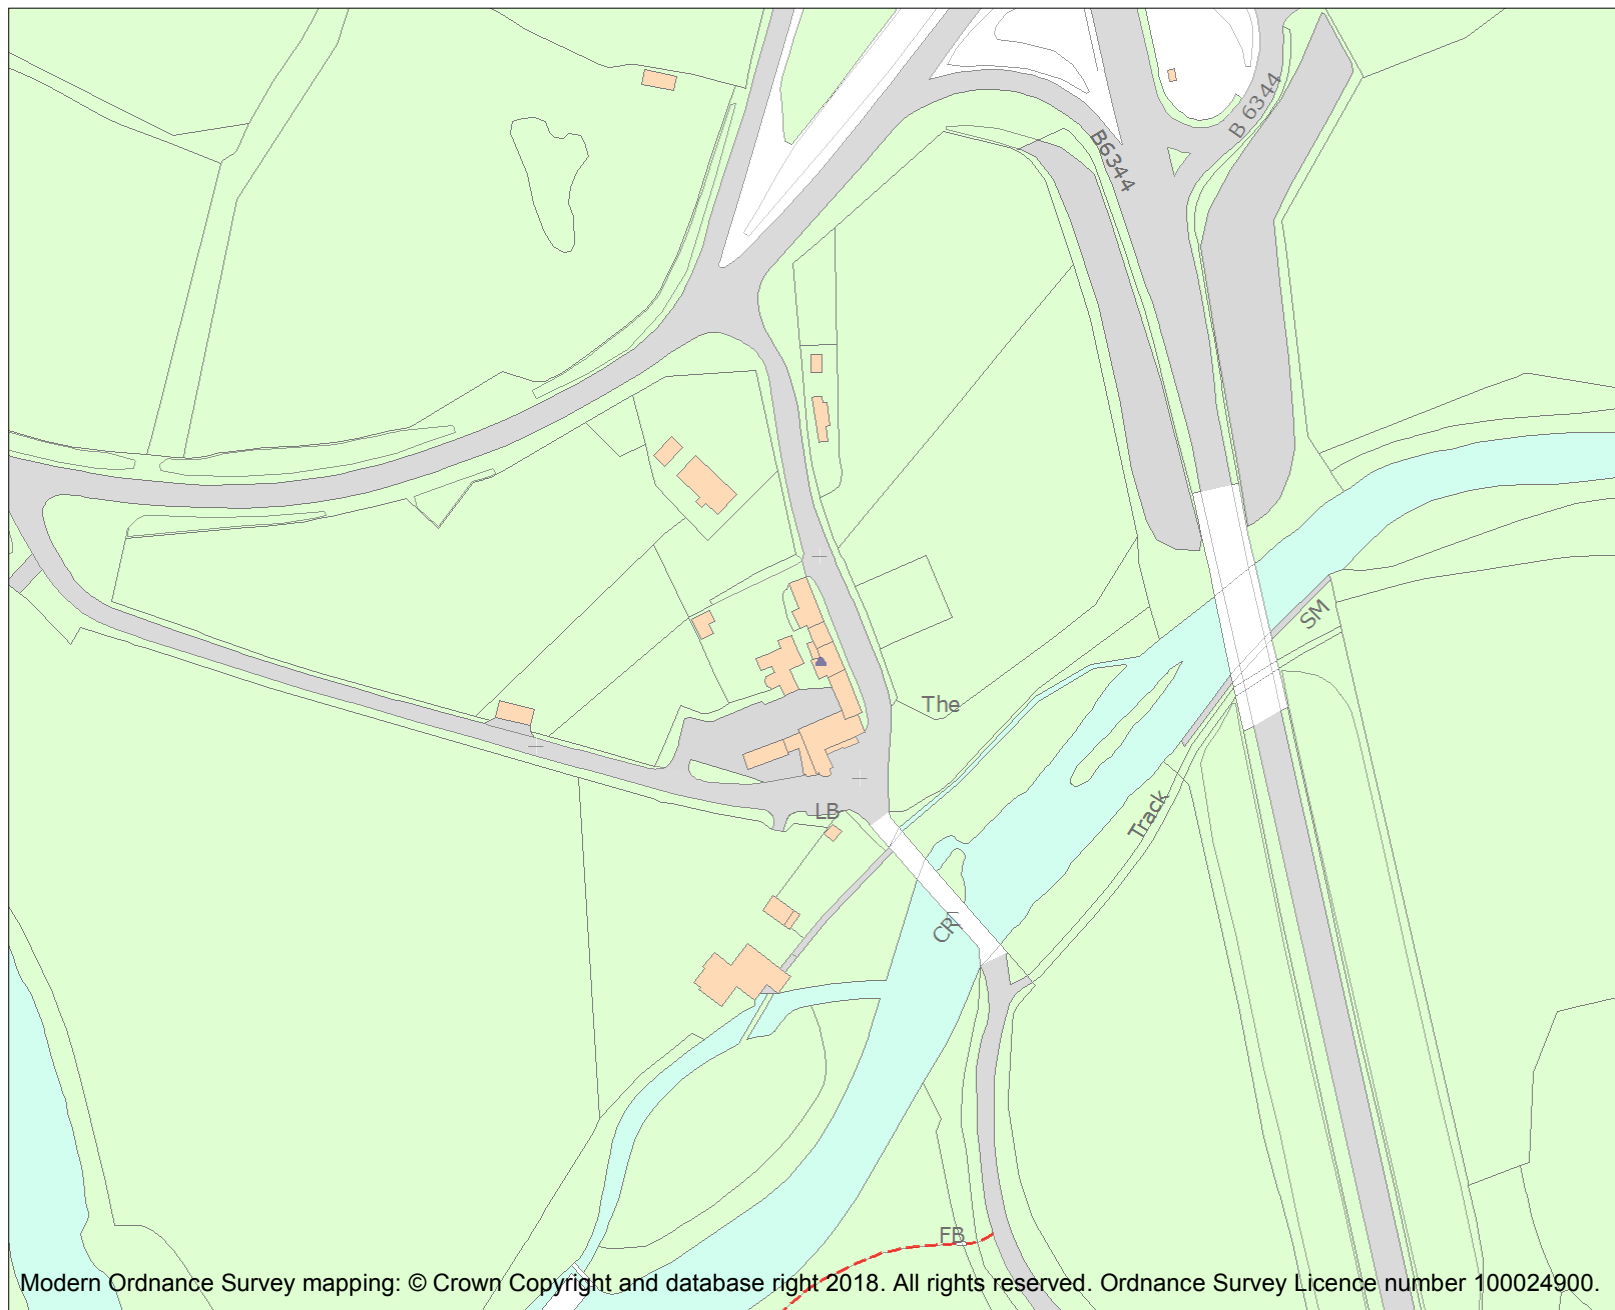 B 6344
B6344
SM
The
Track
LB
CR
FB
Modern Ordnance Survey mapping: © Crown Copyright and database right 2018. All rights reserved. Ordnance Survey Licence number 100024900.